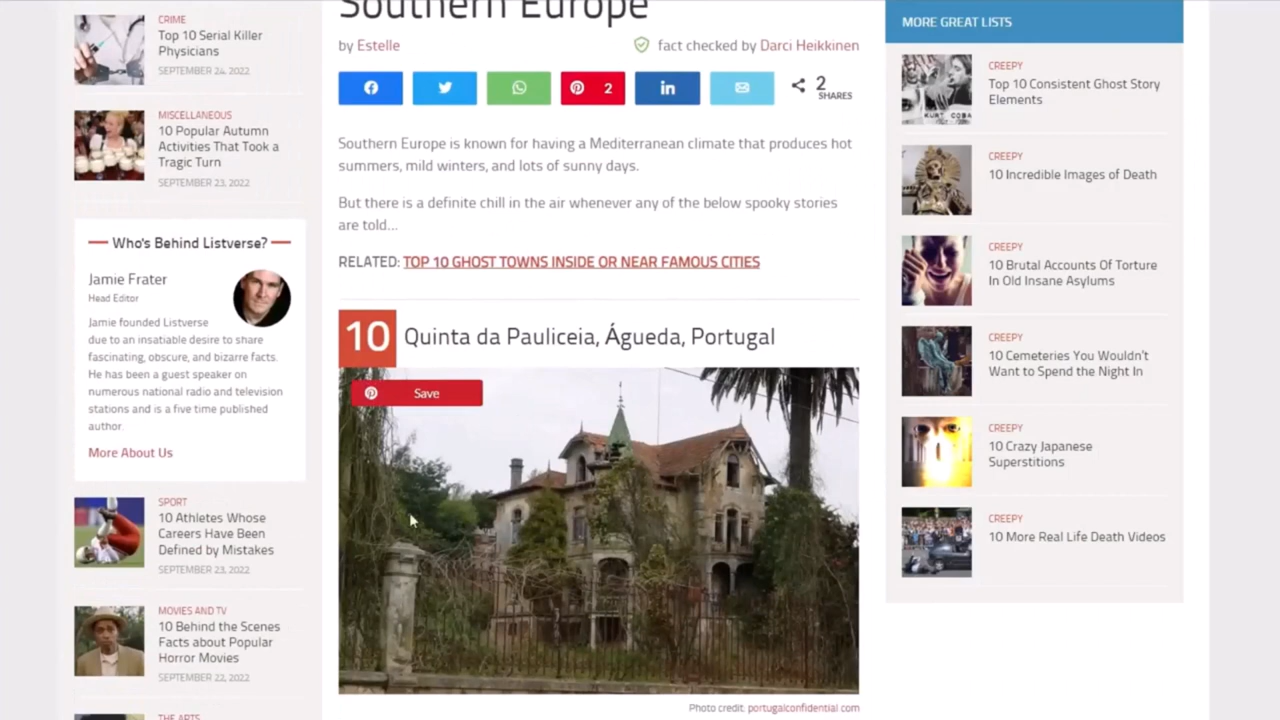 CRIME
Top 10 Serial Killer
Physicians
SEPTEMBER 24, 2022
MISCELLANEOUS
10 Popular Autumn
Activities That Took a
Tragic Turn
SEPTEMBER 23, 2022
Who's Behind Listverse?
Jamie Frater
Head Editor
Jamie founded Listverse
due to an insatiable desire to share
fascinating, obscure, and bizarre facts.
He has been a guest speaker on
numerous national radio and television
stations and is a five time published
author.
More About Us
SPORT
10 Athletes Whose
Careers Have Been
Defined by Mistakes
SEPTEMBER 23, 2022
MOVIES AND TV
10 Behind the Scenes
Facts about Popular
Horror Movies
SEPTEMBER 22, 2022
THE ARTS
Southern Europe
by Estelle
fact checked by Darci Heikkinen
2
2
SHARES
Southern Europe is known for having a Mediterranean climate that produces hot
summers, mild winters, and lots of sunny days.
But there is a definite chill in the air whenever any of the below spooky stories
are told…
RELATED: TOP 10 GHOST TOWNS INSIDE OR NEAR FAMOUS CITIES
10 Quinta da Pauliceia, Águeda, Portugal
Save
Photo credit: portugalconfidential.com
MORE GREAT LISTS
CREEPY
Top 10 Consistent Ghost Story
Elements
KURT COBA
CREEPY
10 Incredible Images of Death
CREEPY
10 Brutal Accounts Of Torture
In Old Insane Asylums
CREEPY
10 Cemeteries You Wouldn't
Want to Spend the Night In
CREEPY
10 Crazy Japanese
Superstitions
CREEPY
10 More Real Life Death Videos